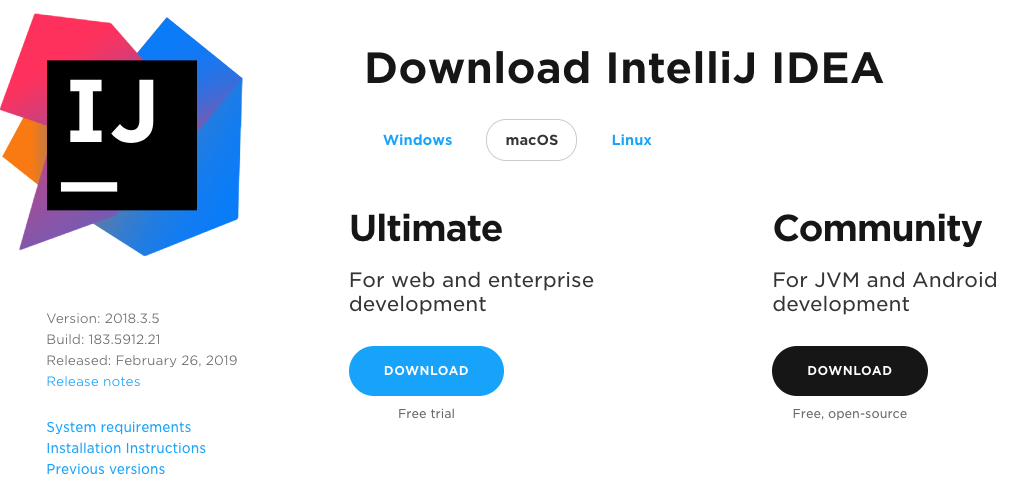 IJ
Download IntelliJ IDEA
Windows macOS Linux
Ultimate
For web and enterprise
development
DOWNLOAD
Free trial
Community
For JVM and Android
development
DOWNLOAD
Free, open-source
Version: 2018.3.5
Build: 183.5912.21
Released: February 26, 2019
Release notes
System requirements
Installation Instructions
Previous versions